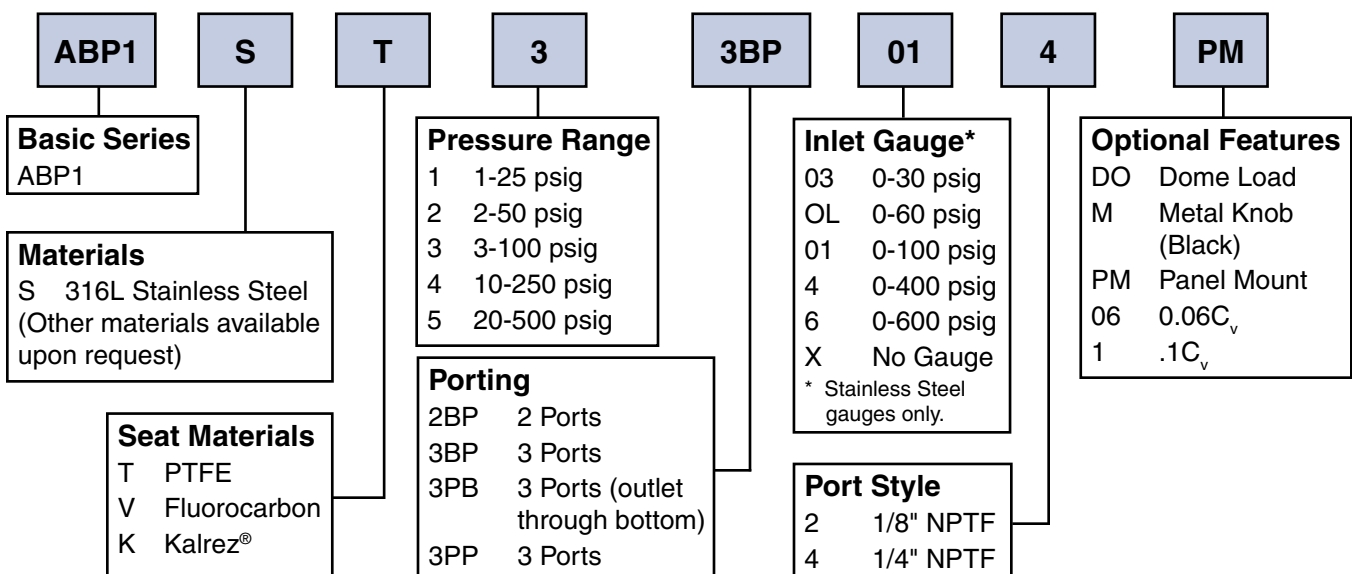 ABP1 S T 3 3BP 01 4 PM
Basic Series
ABP1
Materials
S 316L Stainless Steel
(Other materials available
upon request)
Seat Materials
T PTFE
V Fluorocarbon
K Kalrez®
Pressure Range
1 1-25 psig
2 2-50 psig
3 3-100 psig
4 10-250 psig
5 20-500 psig
Porting
2BP 2 Ports
3BP 3 Ports
3PB 3 Ports (outlet
through bottom)
3PP 3 Ports
Inlet Gauge*
03 0-30 psig
OL 0-60 psig
01 0-100 psig
4 0-400 psig
6 0-600 psig
X No Gauge
* Stainless Steel
gauges only.
Port Style
2 1/8" NPTF
4 1/4" NPTF
Optional Features
DO Dome Load
M Metal Knob
(Black)
PM Panel Mount
06 0.06Cv
1 .1Cv